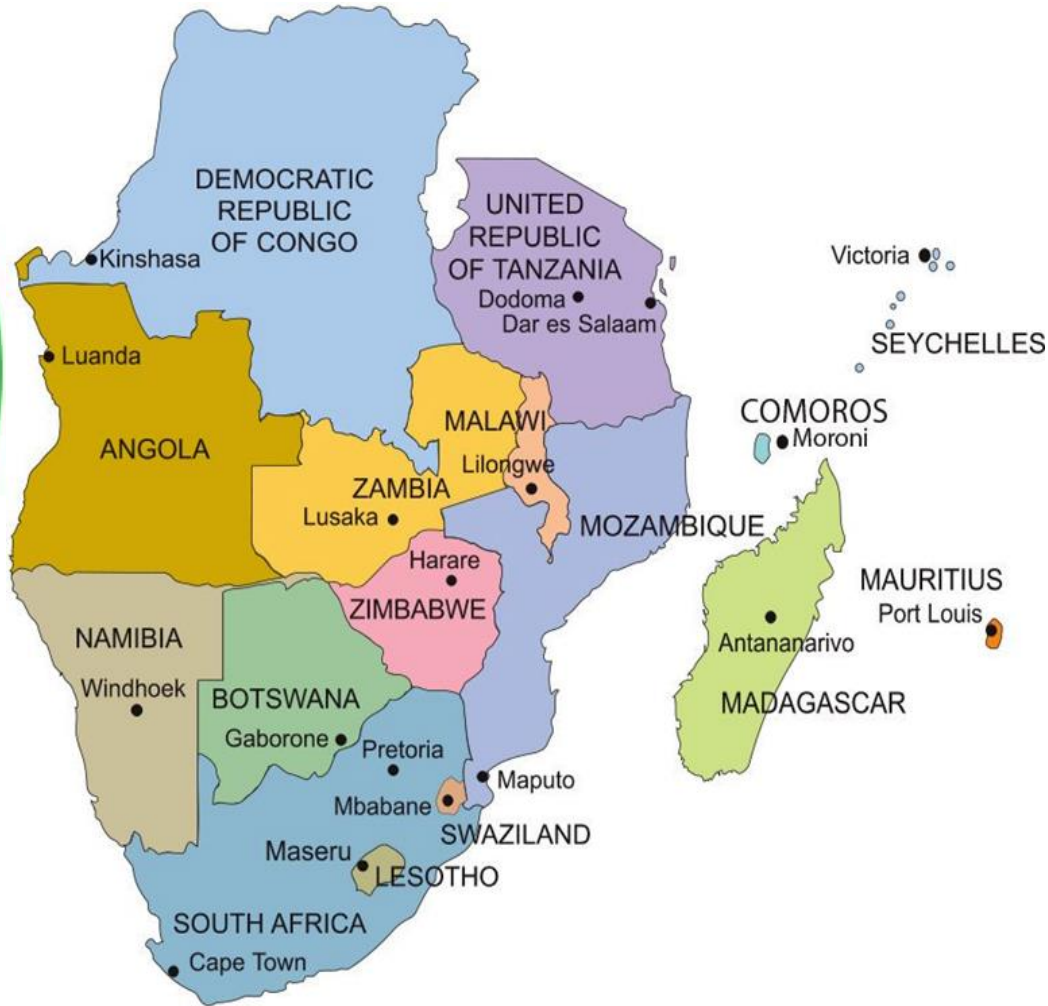 DEMOCRATIC
REPUBLIC
OF CONGO
Kinshasa
UNITED
REPUBLIC
OF TANZANIA
Dodoma
Dar es Salaam
Victoria
SEYCHELLES
Luanda
ANGOLA
COMOROS
Moroni
MALAWI
Lilongwe
ZAMBIA
Lusaka
MOZAMBIQUE
Harare
ZIMBABWE
MAURITIUS
Port Louis
NAMIBIA
Windhoek
Antananarivo
MADAGASCAR
BOTSWANA
Gaborone
Pretoria
Maputo
Mbabane
SWAZILAND
Maseru
LESOTHO
SOUTH AFRICA
Cape Town